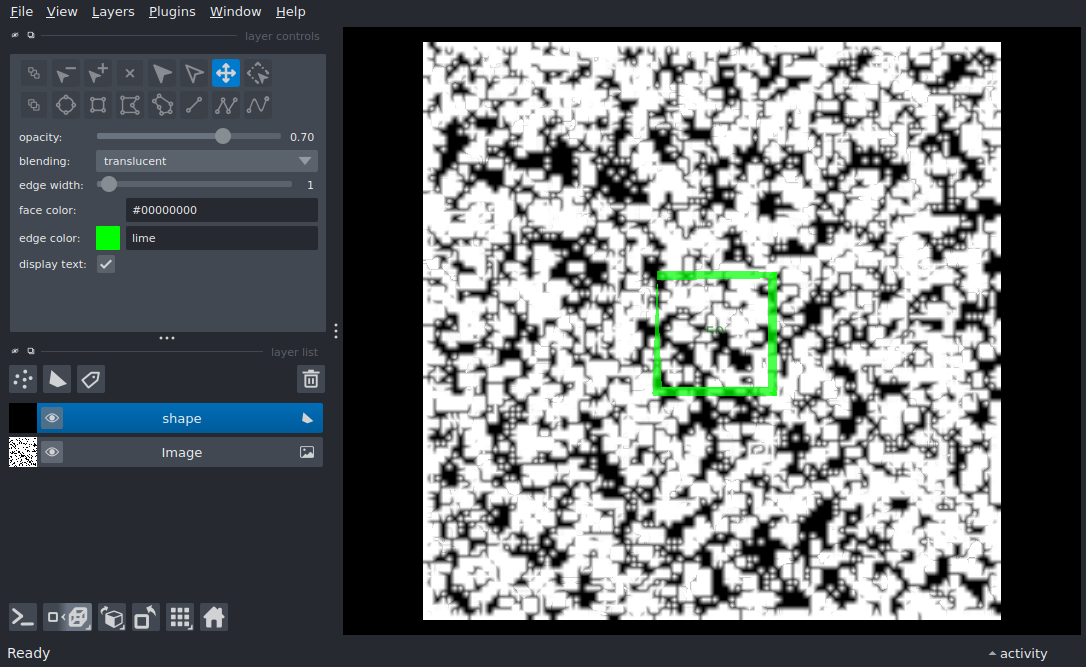 File View Layers Plugins Window Help
layer controls
opacity: 0.70
blending: translucent
edge width: 1
face color: #00000000
edge color: lime
display text:
layer list
shape
Image
Ready
activity